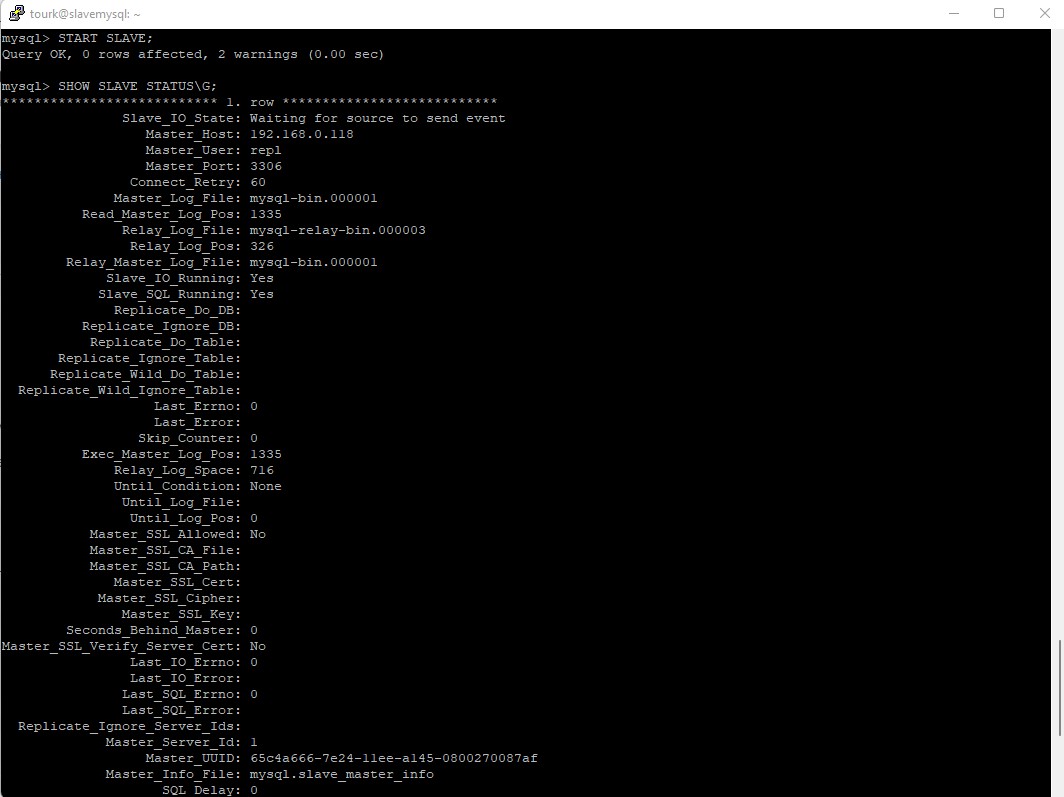 tourk@slavemysql: ~
mysql> START SLAVE;
Query OK, 0 rows affected, 2 warnings (0.00 sec)
mysql> SHOW SLAVE STATUS\G;
*************************** 1. row ***************************
Slave_IO_State: Waiting for source to send event
Master_Host: 192.168.0.118
Master_User: repl
Master_Port: 3306
Connect_Retry: 60
Master_Log_File: mysql-bin.000001
Read_Master_Log_Pos: 1335
Relay_Log_File: mysql-relay-bin.000003
Relay_Log_Pos: 326
Relay_Master_Log_File: mysql-bin.000001
Slave_IO_Running: Yes
Slave_SQL_Running: Yes
Replicate_Do_DB:
Replicate_Ignore_DB:
Replicate_Do_Table:
Replicate_Ignore_Table:
Replicate_Wild_Do_Table:
Replicate_Wild_Ignore_Table:
Last_Errno: 0
Last_Error:
Skip_Counter: 0
Exec_Master_Log_Pos: 1335
Relay_Log_Space: 716
Until_Condition: None
Until_Log_File:
Until_Log_Pos: 0
Master_SSL_Allowed: No
Master_SSL_CA_File:
Master_SSL_CA_Path:
Master_SSL_Cert:
Master_SSL_Cipher:
Master_SSL_Key:
Seconds_Behind_Master: 0
Master_SSL_Verify_Server_Cert: No
Last_IO_Errno: 0
Last_IO_Error:
Last_SQL_Errno: 0
Last_SQL_Error:
Replicate_Ignore_Server_Ids:
Master_Server_Id: 1
Master_UUID: 65c4a666-7e24-11ee-a145-0800270087af
Master_Info_File: mysql.slave_master_info
SQL_Delay: 0